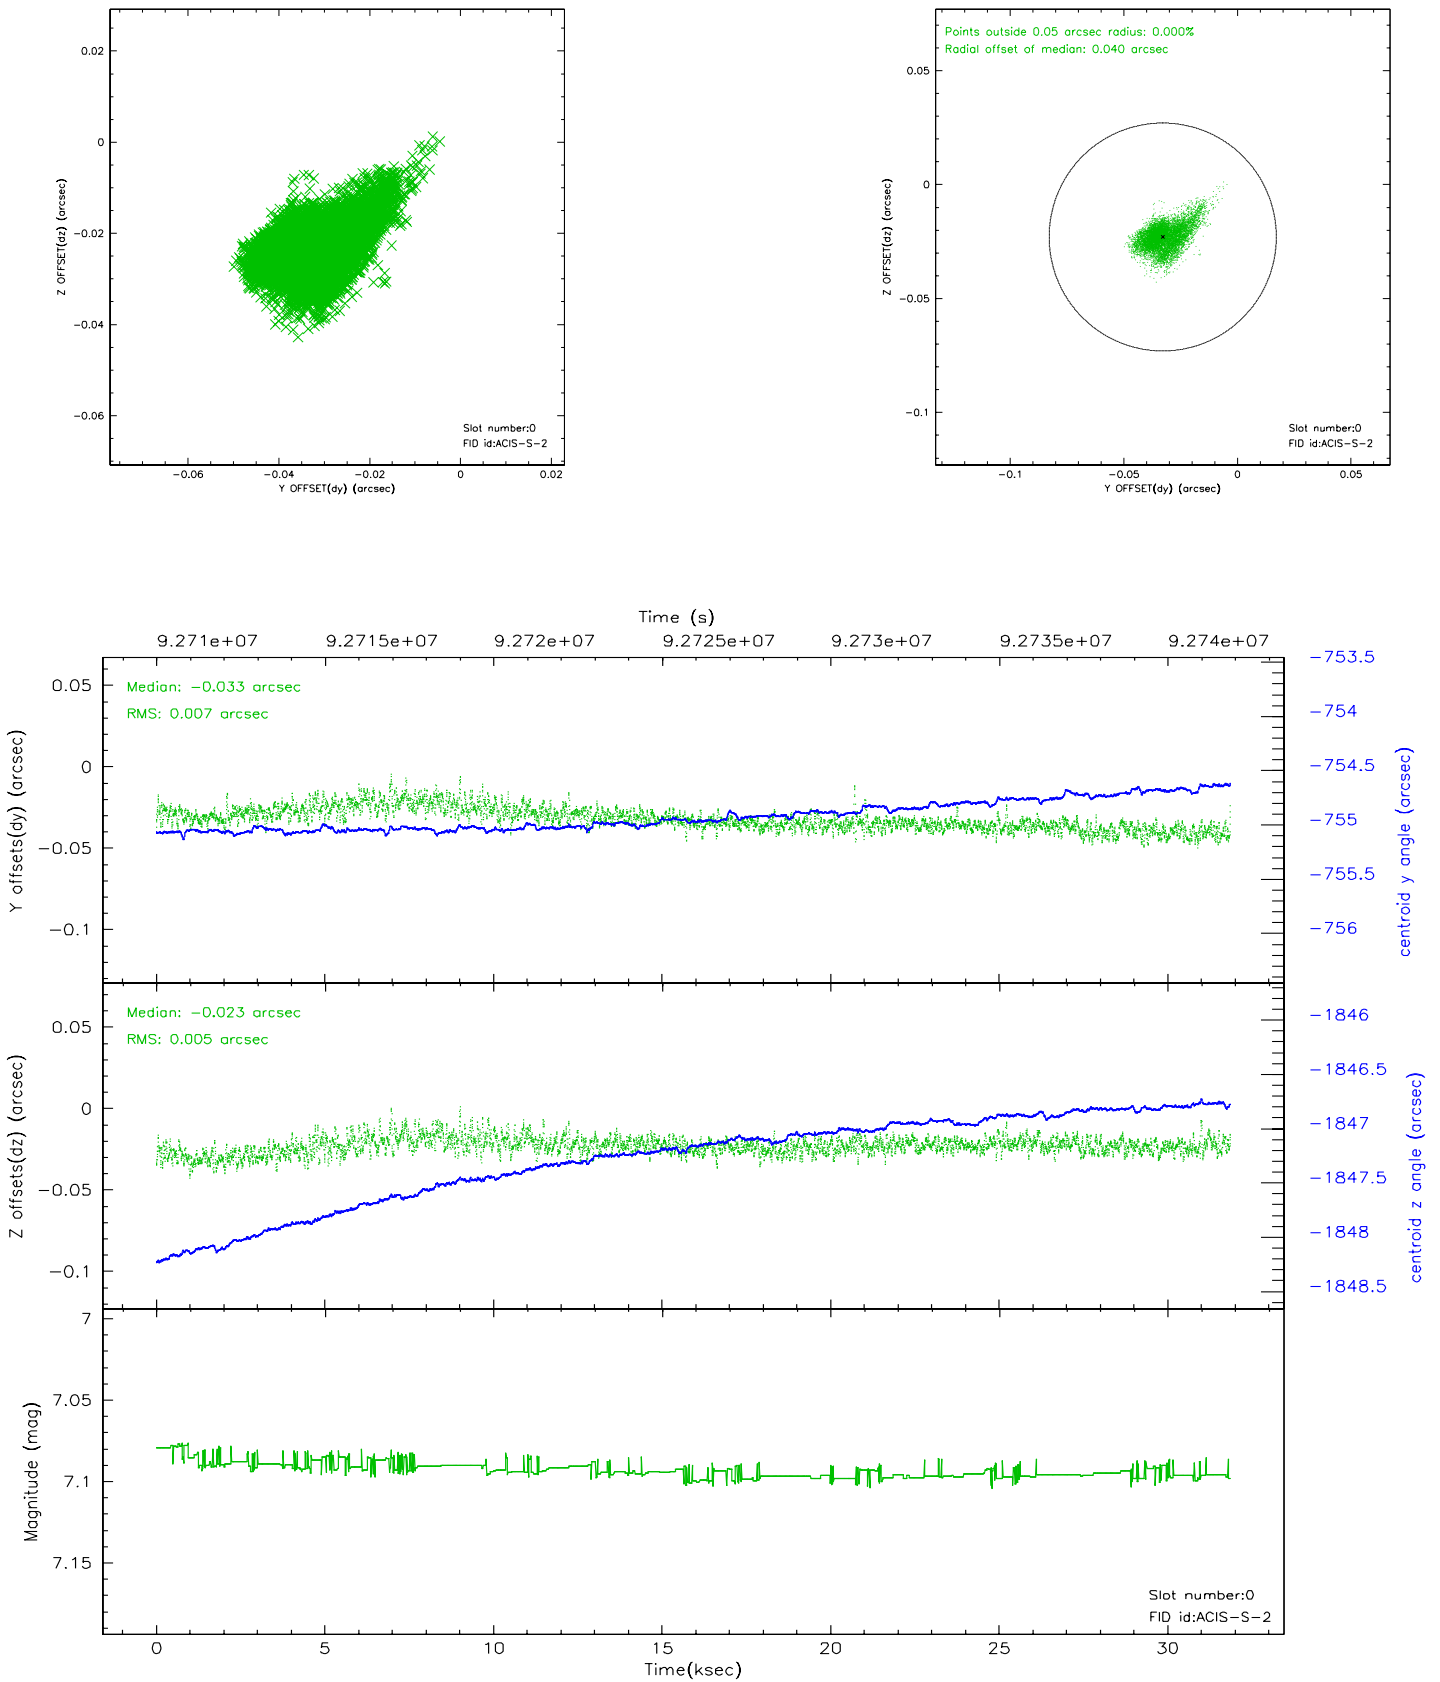 0.02
0
−0.02
−0.04
−0.06
Z OFFSET(dz) (arcsec)
Slot number:0
FID id:ACIS−S−2
−0.06 −0.04 −0.02 0 0.02
Y OFFSET(dy) (arcsec)
Points outside 0.05 arcsec radius: 0.000%
Radial offset of median: 0.040 arcsec
0.05
0
−0.05
−0.1
Z OFFSET(dz) (arcsec)
Slot number:0
FID id:ACIS−S−2
−0.1 −0.05 0 0.05
Y OFFSET(dy) (arcsec)
Time (s)
9.271e+07 9.2715e+07 9.272e+07 9.2725e+07 9.273e+07 9.2735e+07 9.274e+07
Median: −0.033 arcsec
RMS: 0.007 arcsec
0.05
0
−0.05
−0.1
Y offsets(dy) (arcsec)
−753.5
−754
−754.5
−755
−755.5
−756
centroid y angle (arcsec)
Median: −0.023 arcsec
RMS: 0.005 arcsec
0.05
0
−0.05
−0.1
Z offsets(dz) (arcsec)
−1846
−1846.5
−1847
−1847.5
−1848
−1848.5
centroid z angle (arcsec)
7
7.05
7.1
7.15
Magnitude (mag)
Slot number:0
FID id:ACIS−S−2
0 5 10 15 20 25 30
Time(ksec)